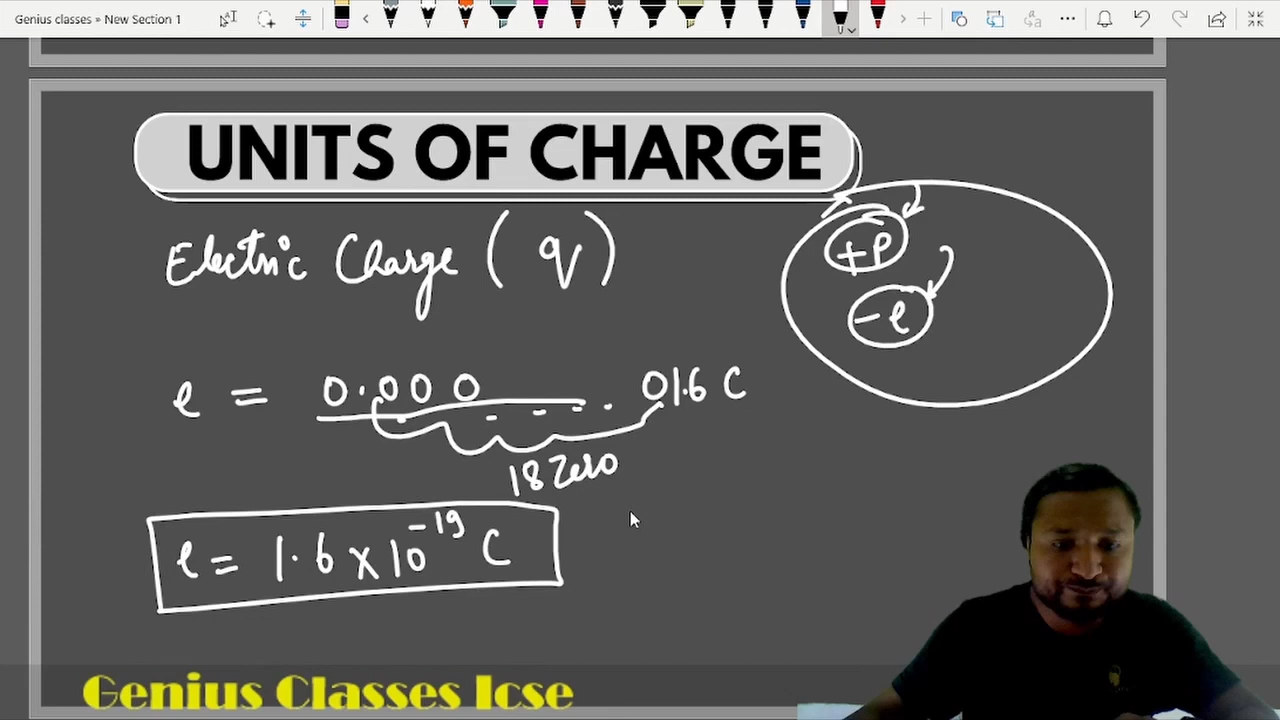 Genius classes » New Section 1
UNITS OF CHARGE
Electric Charge (q)
+P
-e
e = 0.000 - - - . 01.6 C
18 Zero
e = 1.6 x 10⁻¹⁹ C
Genius Classes Icse